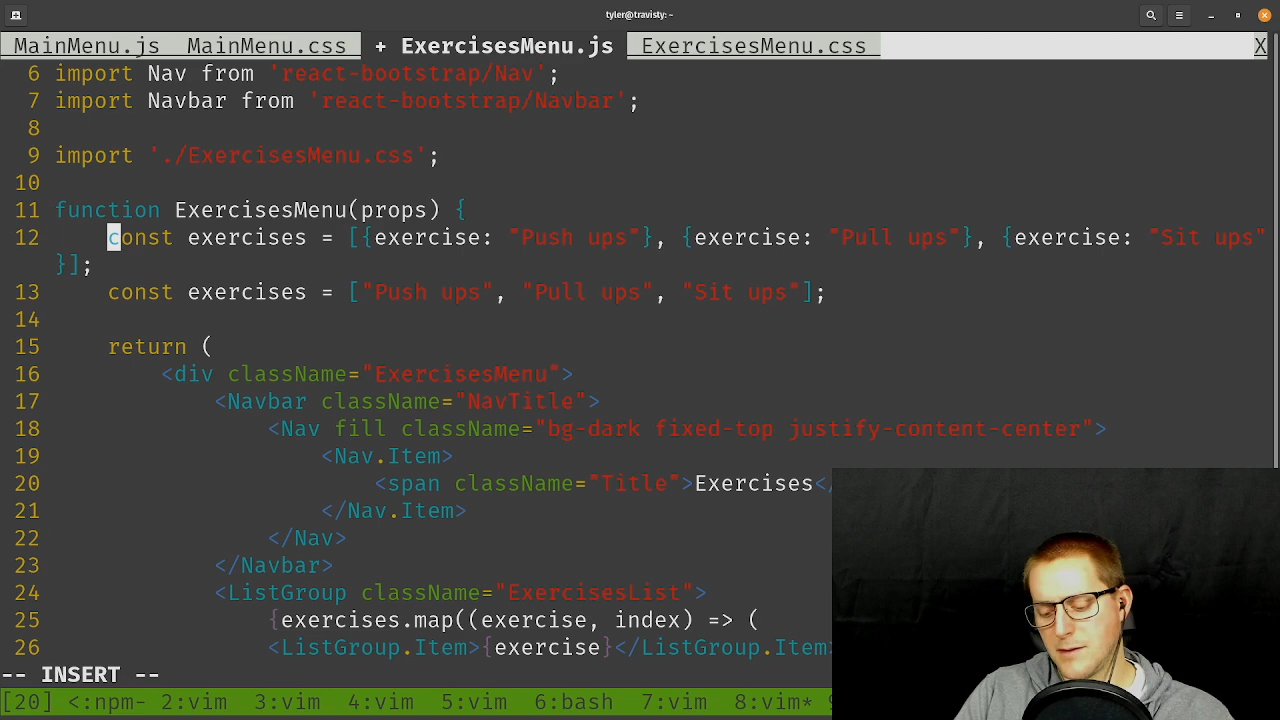 tyler@travisty: ~
MainMenu.js MainMenu.css + ExercisesMenu.js ExercisesMenu.css X
6 import Nav from 'react-bootstrap/Nav';
7 import Navbar from 'react-bootstrap/Navbar';
8
9 import './ExercisesMenu.css';
10
11 function ExercisesMenu(props) {
12 const exercises = [{exercise: "Push ups"}, {exercise: "Pull ups"}, {exercise: "Sit ups"
}];
13 const exercises = ["Push ups", "Pull ups", "Sit ups"];
14
15 return (
16 <div className="ExercisesMenu">
17 <Navbar className="NavTitle">
18 <Nav fill className="bg-dark fixed-top justify-content-center">
19 <Nav.Item>
20 <span className="Title">Exercises</
21 </Nav.Item>
22 </Nav>
23 </Navbar>
24 <ListGroup className="ExercisesList">
25 {exercises.map((exercise, index) => (
26 <ListGroup.Item>{exercise}</ListGroup.Item
-- INSERT --
[20] <:npm- 2:vim 3:vim 4:vim 5:vim 6:bash 7:vim 8:vim* 9